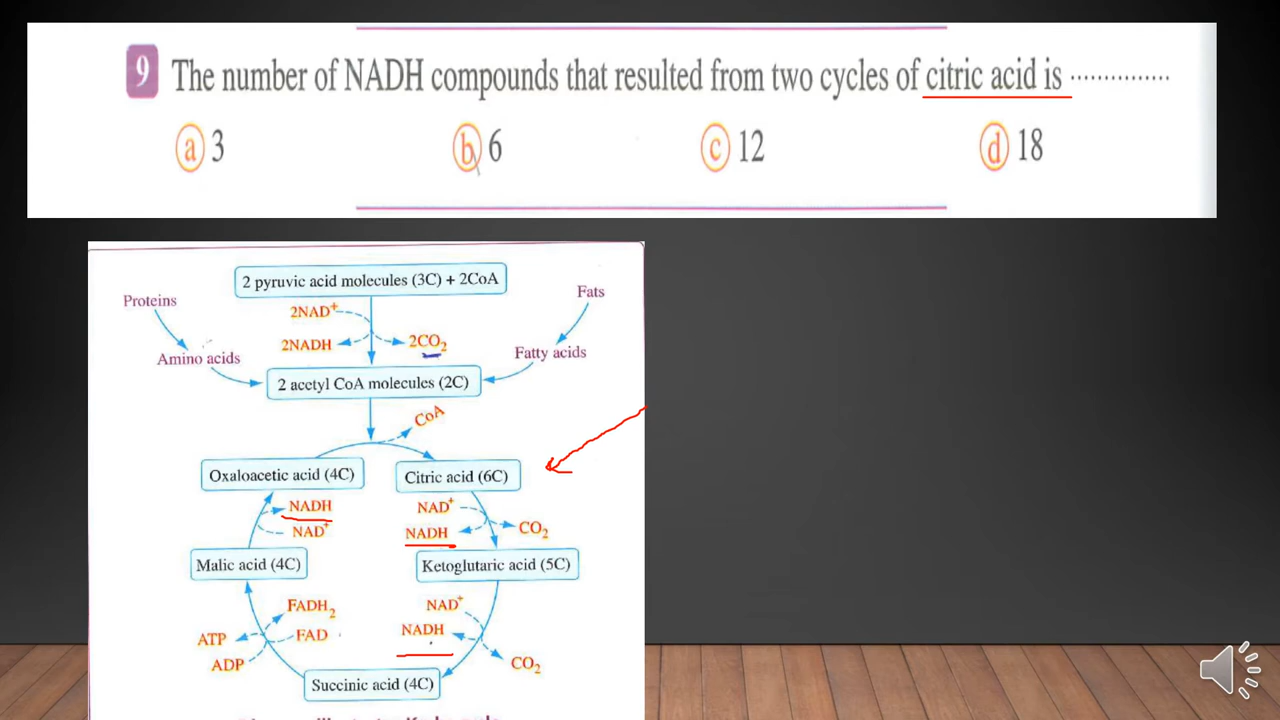 9 The number of NADH compounds that resulted from two cycles of citric acid is ...............
a 3 b 6 c 12 d 18
2 pyruvic acid molecules (3C) + 2CoA
Proteins
Fats
2NAD+
2NADH
2CO2
Amino acids
Fatty acids
2 acetyl CoA molecules (2C)
CoA
Oxaloacetic acid (4C)
Citric acid (6C)
NADH
NAD+
NAD+
NADH
CO2
Malic acid (4C)
Ketoglutaric acid (5C)
FADH2
FAD
ATP
ADP
NAD+
NADH
CO2
Succinic acid (4C)